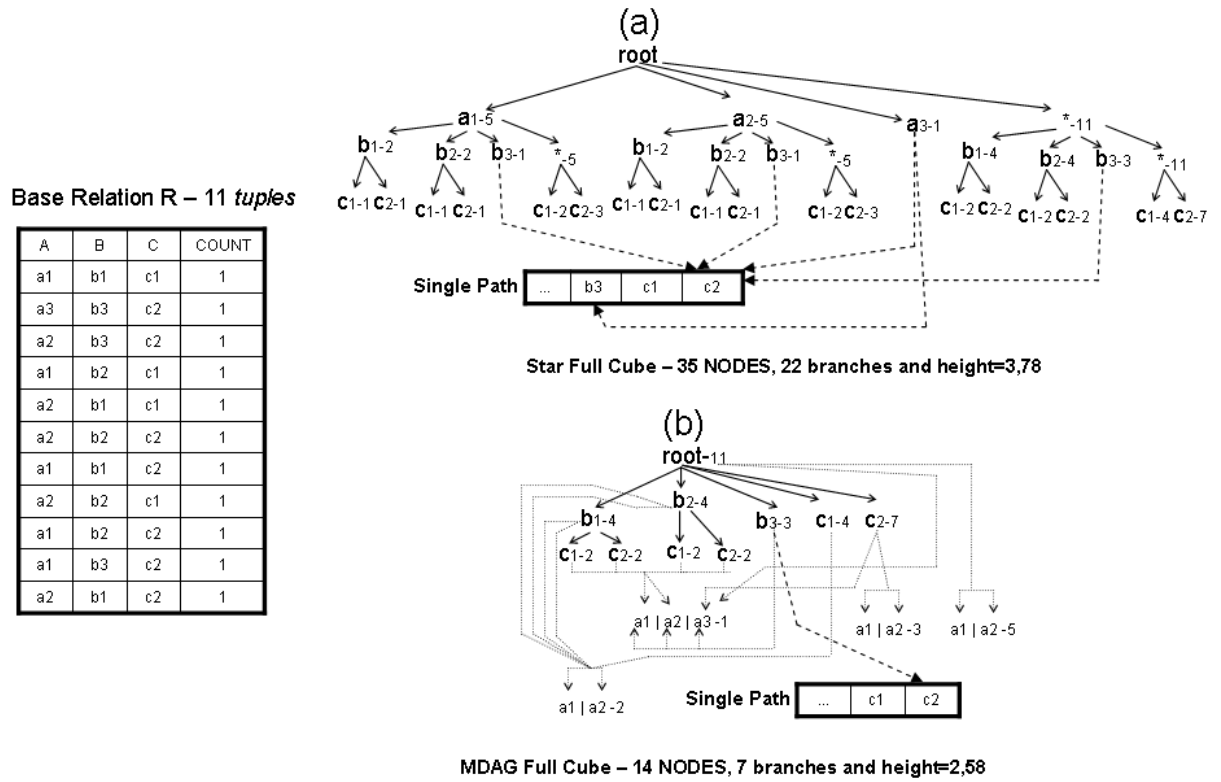 Base Relation R – 11 tuples
A B C COUNT
a1 b1 c1 1
a3 b3 c2 1
a2 b3 c2 1
a1 b2 c1 1
a2 b1 c1 1
a2 b2 c2 1
a1 b1 c2 1
a2 b2 c1 1
a1 b2 c2 1
a1 b3 c2 1
a2 b1 c2 1
(a)
root
a1-5 a2-5 a3-1 *-11
b1-2 b2-2 b3-1 *-5 b1-2 b2-2 b3-1 *-5 b1-4 b2-4 b3-3 *-11
c1-1 c2-1 c1-1 c2-1 c1-2 c2-3 c1-1 c2-1 c1-1 c2-1 c1-2 c2-3 c1-2 c2-2 c1-2 c2-2 c1-4 c2-7
Single Path ... b3 c1 c2
Star Full Cube – 35 NODES, 22 branches and height=3,78
(b)
root-11
b1-4 b2-4 b3-3 c1-4 c2-7
c1-2 c2-2 c1-2 c2-2
a1 | a2 | a3 -1 a1 | a2 -3 a1 | a2 -5
a1 | a2 -2
Single Path ... c1 c2
MDAG Full Cube – 14 NODES, 7 branches and height=2,58